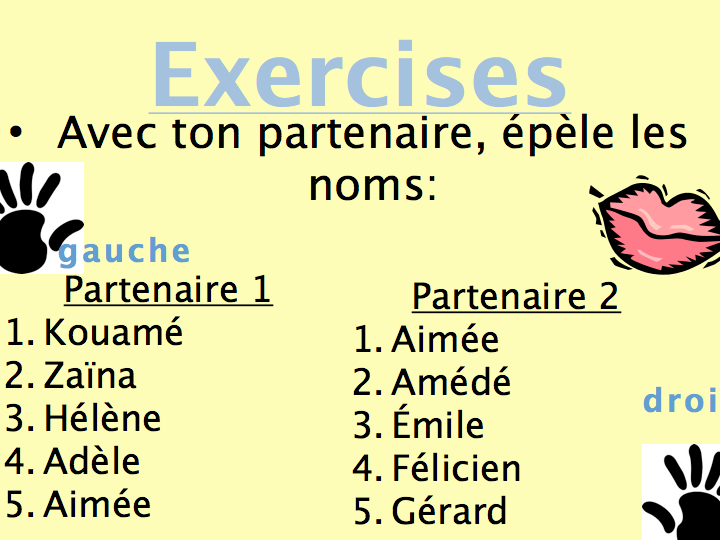 Exercises
• Avec ton partenaire, épèle les
noms:
gauche
Partenaire 1
1. Kouamé
2. Zaïna
3. Hélène
4. Adèle
5. Aimée
Partenaire 2
1. Aimée
2. Amédé
3. Émile
4. Félicien
5. Gérard
droi